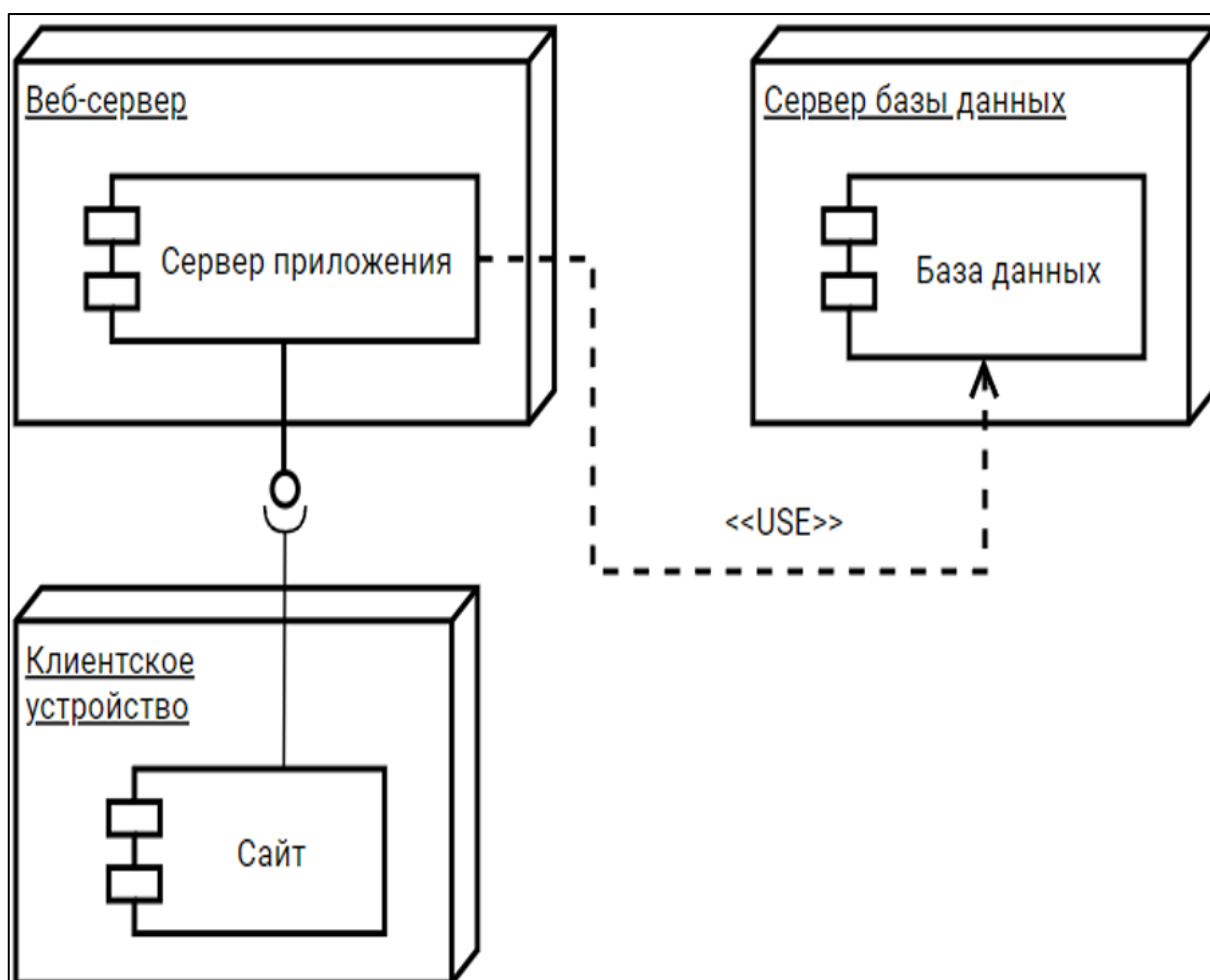 Веб-сервер
Сервер приложения
Сервер базы данных
База данных
<<USE>>
Клиентское
устройство
Сайт